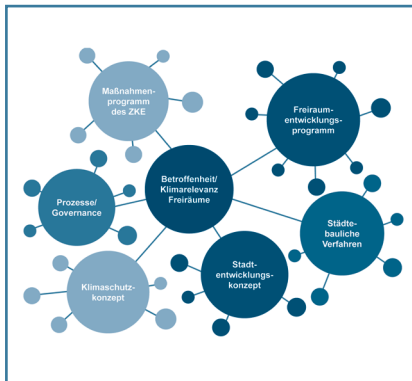 Maßnahmen-
programm
des ZKE
Freiraum-
entwicklungs-
programm
Betroffenheit/
Klimarelevanz
Freiräume
Prozesse/
Governance
Städte-
bauliche
Verfahren
Klimaschutz-
konzept
Stadt-
entwicklungs-
konzept